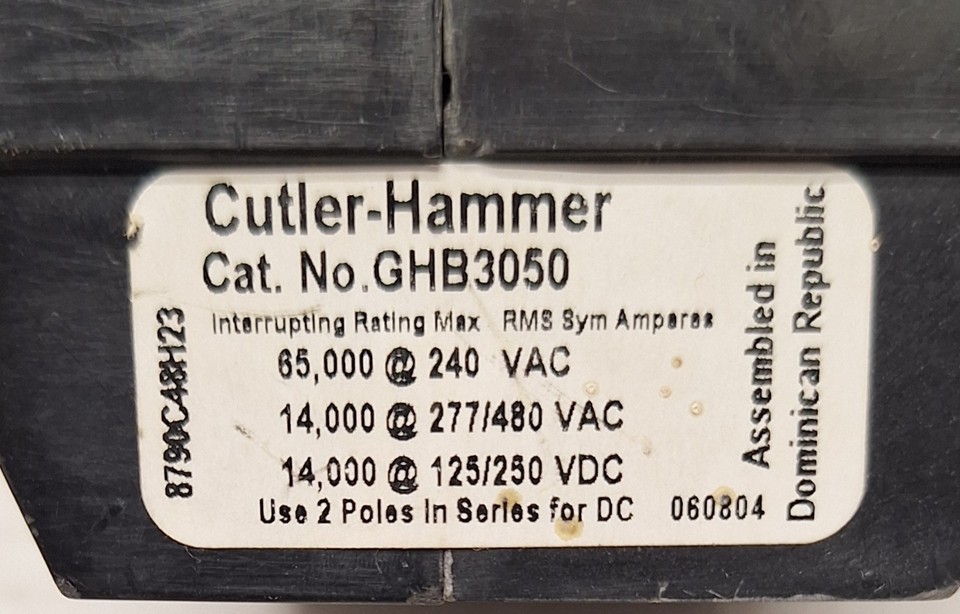 Cutler-Hammer
Cat. No.GHB3050
Interrupting Rating Max RMS Sym Amperes
65,000 @ 240 VAC
14,000 @ 277/480 VAC
14,000 @ 125/250 VDC
Use 2 Poles In Series for DC 060804
8790C48H23
Assembled in
Dominican Republic